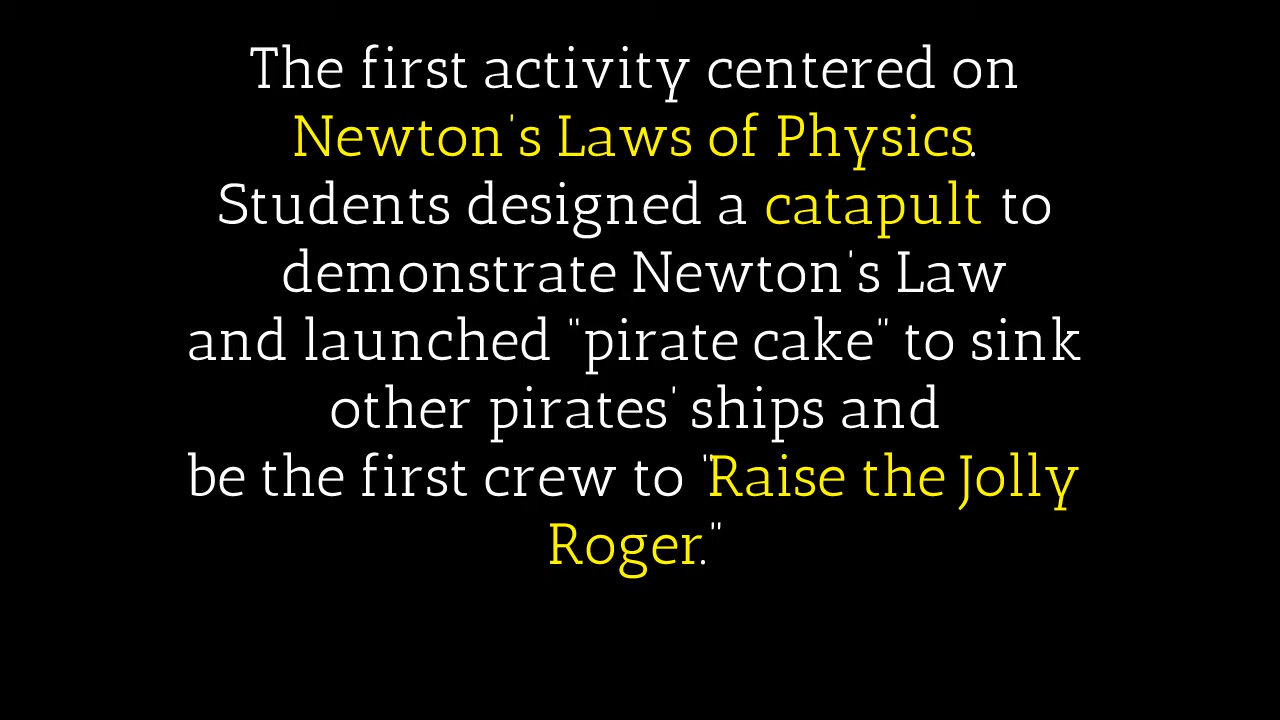 The first activity centered on
Newton's Laws of Physics.
Students designed a catapult to
demonstrate Newton's Law
and launched "pirate cake" to sink
other pirates' ships and
be the first crew to "Raise the Jolly
Roger."